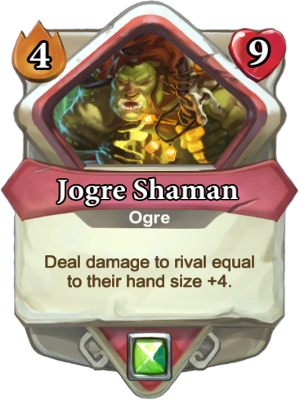 4
9
Jogre Shaman
Ogre
Deal damage to rival equal
to their hand size +4.